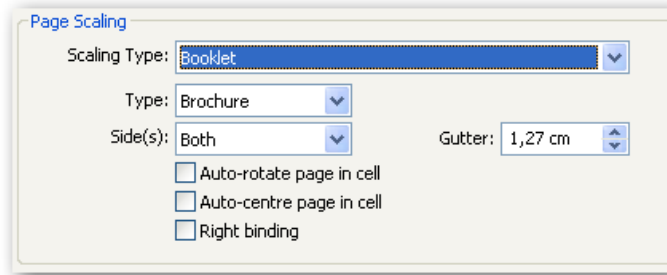 Page Scaling
Scaling Type: Booklet
Type: Brochure
Side(s): Both Gutter: 1,27 cm
Auto-rotate page in cell
Auto-centre page in cell
Right binding